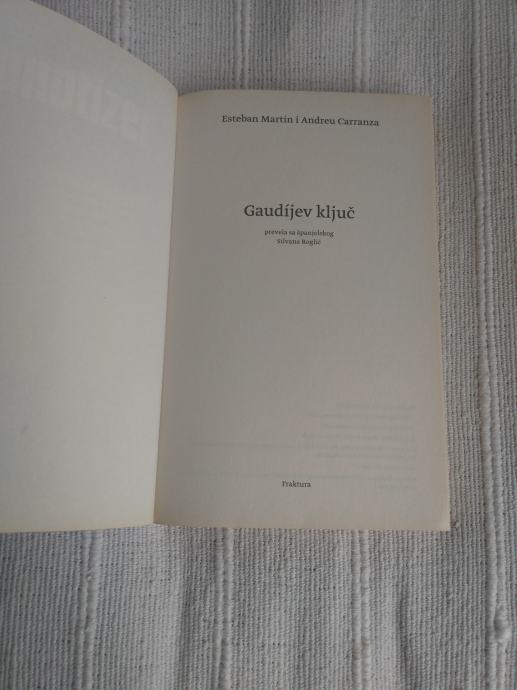 Esteban Martín i Andreu Carranza
Gaudíjev ključ
prevela sa španjolskog
Silvana Roglić
Fraktura